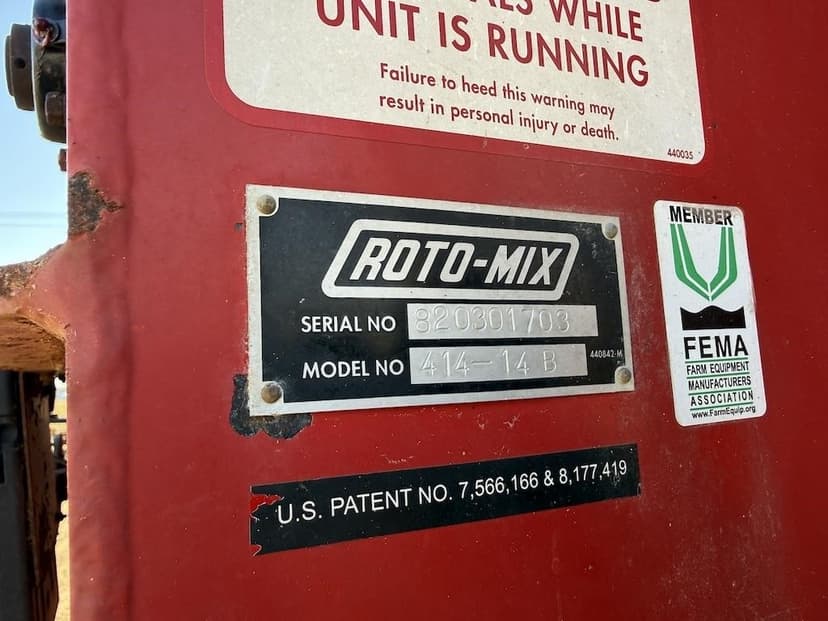 WHILE
UNIT IS RUNNING
Failure to heed this warning may
result in personal injury or death.
440035
ROTO-MIX
SERIAL NO 820301703
MODEL NO 414-14 B
440842-M
MEMBER
FEMA
FARM EQUIPMENT
MANUFACTURERS
ASSOCIATION
www.FarmEquip.org
U.S. PATENT NO. 7,566,166 & 8,177,419